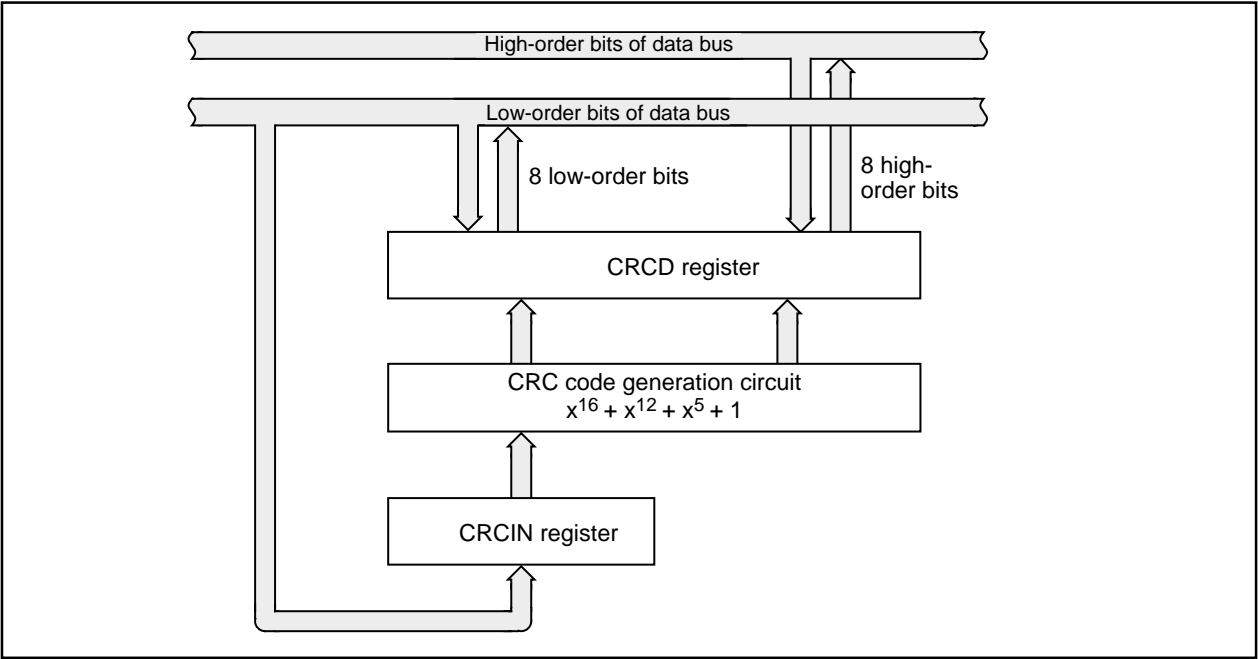 High-order bits of data bus
Low-order bits of data bus
8 low-order bits
8 high-
order bits
CRCD register
CRC code generation circuit
x¹⁶ + x¹² + x⁵ + 1
CRCIN register